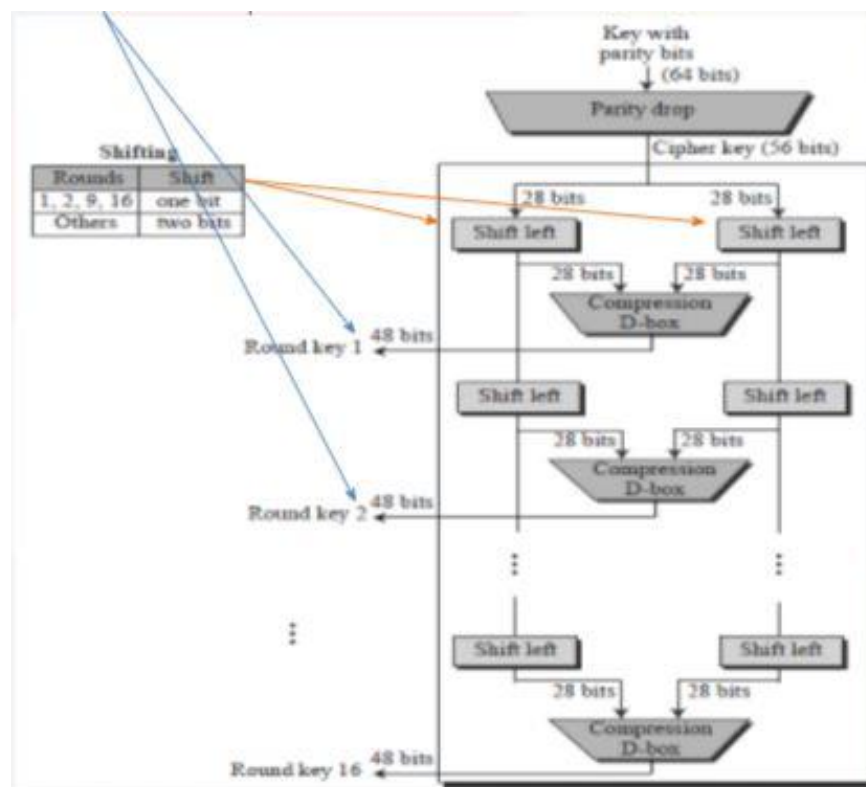 Key with
parity bits
(64 bits)
Parity drop
Shifting
Rounds Shift
1, 2, 9, 16 one bit
Others two bits
Cipher key (56 bits)
28 bits 28 bits
Shift left Shift left
28 bits 28 bits
Compression
D-box
48 bits
Round key 1
Shift left Shift left
28 bits 28 bits
Compression
D-box
48 bits
Round key 2
Shift left Shift left
28 bits 28 bits
Compression
D-box
48 bits
Round key 16